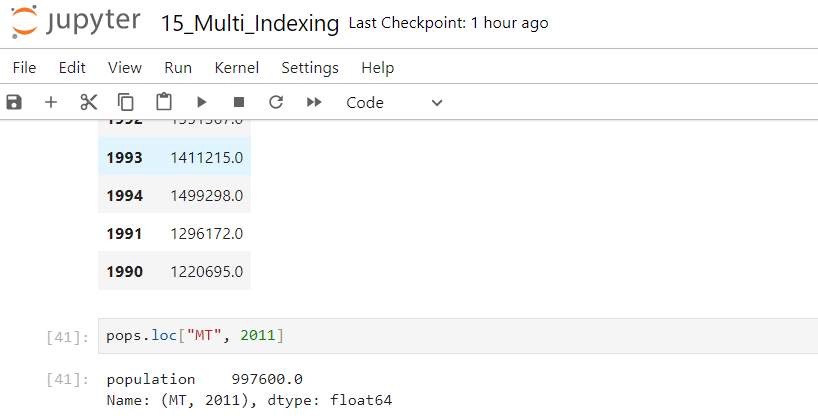 jupyter 15_Multi_Indexing Last Checkpoint: 1 hour ago
File Edit View Run Kernel Settings Help
Code
1993 1411215.0
1994 1499298.0
1991 1296172.0
1990 1220695.0
[41]: pops.loc["MT", 2011]
[41]: population 997600.0
Name: (MT, 2011), dtype: float64